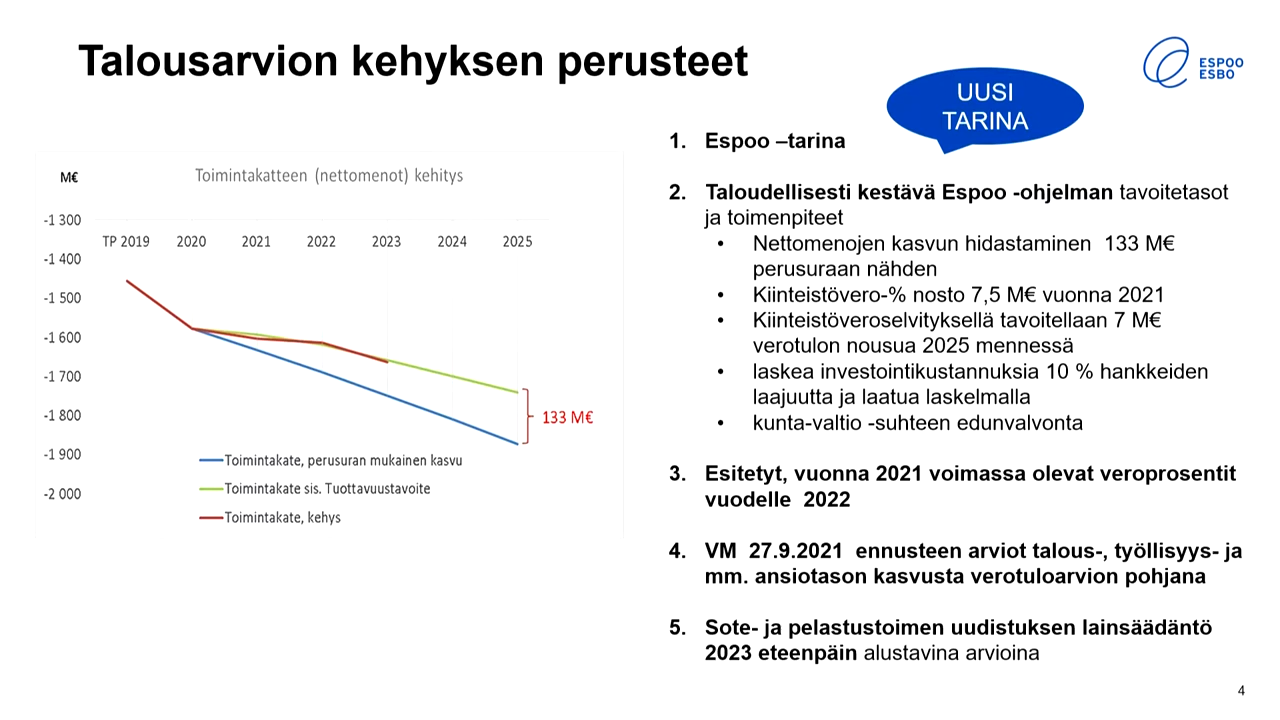 Talousarvion kehyksen perusteet
ESPOO
ESBO
UUSI
TARINA
M€
Toimintakatteen (nettomenot) kehitys
-1 300
TP 2019 2020 2021 2022 2023 2024 2025
-1 400
-1 500
-1 600
-1 700
-1 800
-1 900
-2 000
133 M€
Toimintakate, perusuran mukainen kasvu
Toimintakate sis. Tuottavuustavoite
Toimintakate, kehys
1. Espoo –tarina
2. Taloudellisesti kestävä Espoo -ohjelman tavoitetasot
ja toimenpiteet
• Nettomenojen kasvun hidastaminen 133 M€
perusuraan nähden
• Kiinteistövero-% nosto 7,5 M€ vuonna 2021
• Kiinteistöveroselvityksellä tavoitellaan 7 M€
verotulon nousua 2025 mennessä
• laskea investointikustannuksia 10 % hankkeiden
laajuutta ja laatua laskelmalla
• kunta-valtio -suhteen edunvalvonta
3. Esitetyt, vuonna 2021 voimassa olevat veroprosentit
vuodelle 2022
4. VM 27.9.2021 ennusteen arviot talous-, työllisyys- ja
mm. ansiotason kasvusta verotuloarvion pohjana
5. Sote- ja pelastustoimen uudistuksen lainsäädäntö
2023 eteenpäin alustavina arvioina
4